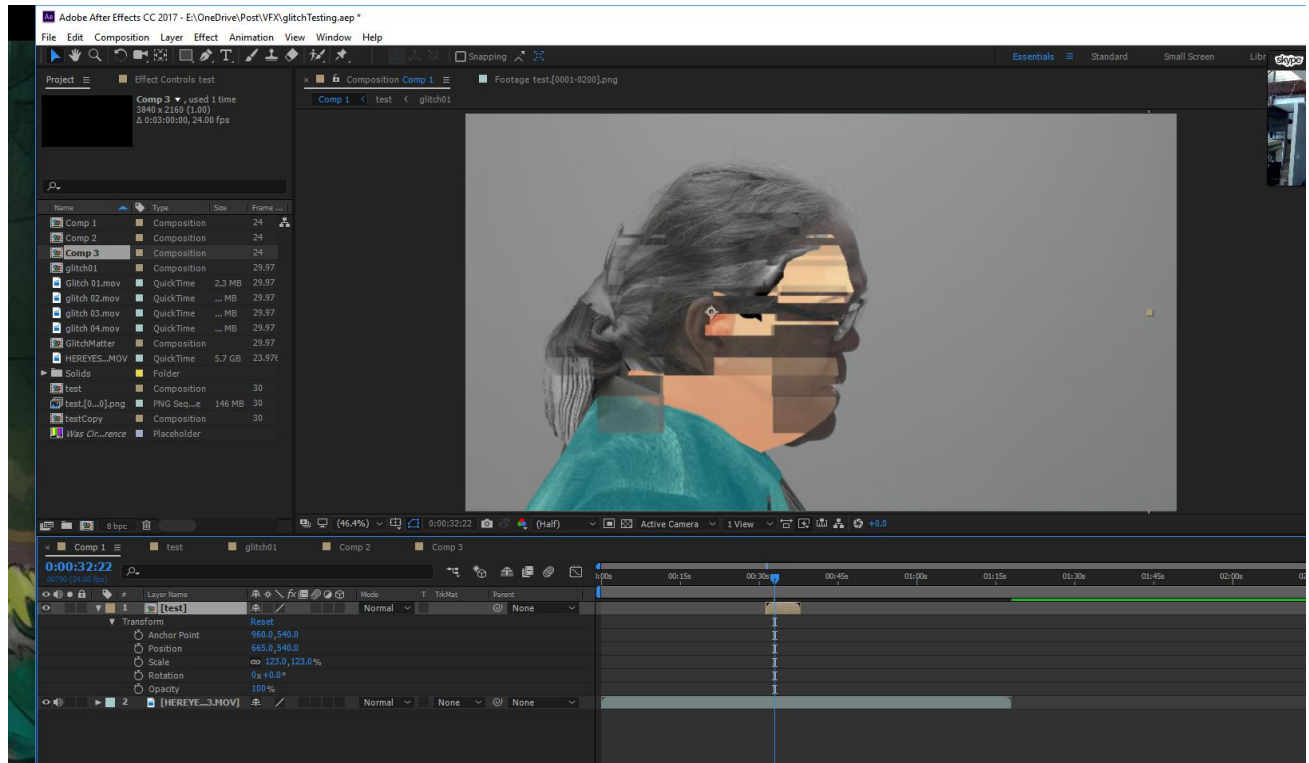 Ae Adobe After Effects CC 2017 - E:\OneDrive\Post\VFX\glitchTesting.aep *
File Edit Composition Layer Effect Animation View Window Help
Snapping Essentials Standard Small Screen Libr skype
Project Effect Controls test Composition Comp 1 Footage test.[0001-0200].png
Comp 1 test glitch01
Comp 3 , used 1 time
3840 x 2160 (1.00)
Δ 0:03:00:00, 24.00 fps
Name Type Size Frame ...
Comp 1 Composition 24
Comp 2 Composition 24
Comp 3 Composition 24
glitch01 Composition 29.97
Glitch 01.mov QuickTime 2.3 MB 29.97
glitch 02.mov QuickTime ... MB 29.97
glitch 03.mov QuickTime ... MB 29.97
glitch 04.mov QuickTime ... MB 29.97
GlitchMatter Composition 29.97
HEREYES...MOV QuickTime 5.7 GB 23.976
Solids Folder
test Composition 30
test.[0...0].png PNG Seq...e 146 MB 30
testCopy Composition 30
Was Cir...rence Placeholder
8 bpc (46.4%) 0:00:32:22 (Half) Active Camera 1 View +0.0
Comp 1 test glitch01 Comp 2 Comp 3
0:00:32:22
00790 (24.00 fps)
00:15s 00:30s 00:45s 01:00s 01:15s 01:30s 01:45s 02:00s
# Layer Name Mode T TrkMat Parent
1 [test] Normal None
Transform Reset
Anchor Point 960.0,540.0
Position 665.0,540.0
Scale 123.0,123.0%
Rotation 0x+0.0°
Opacity 100%
2 [HEREYE...3.MOV] Normal None None